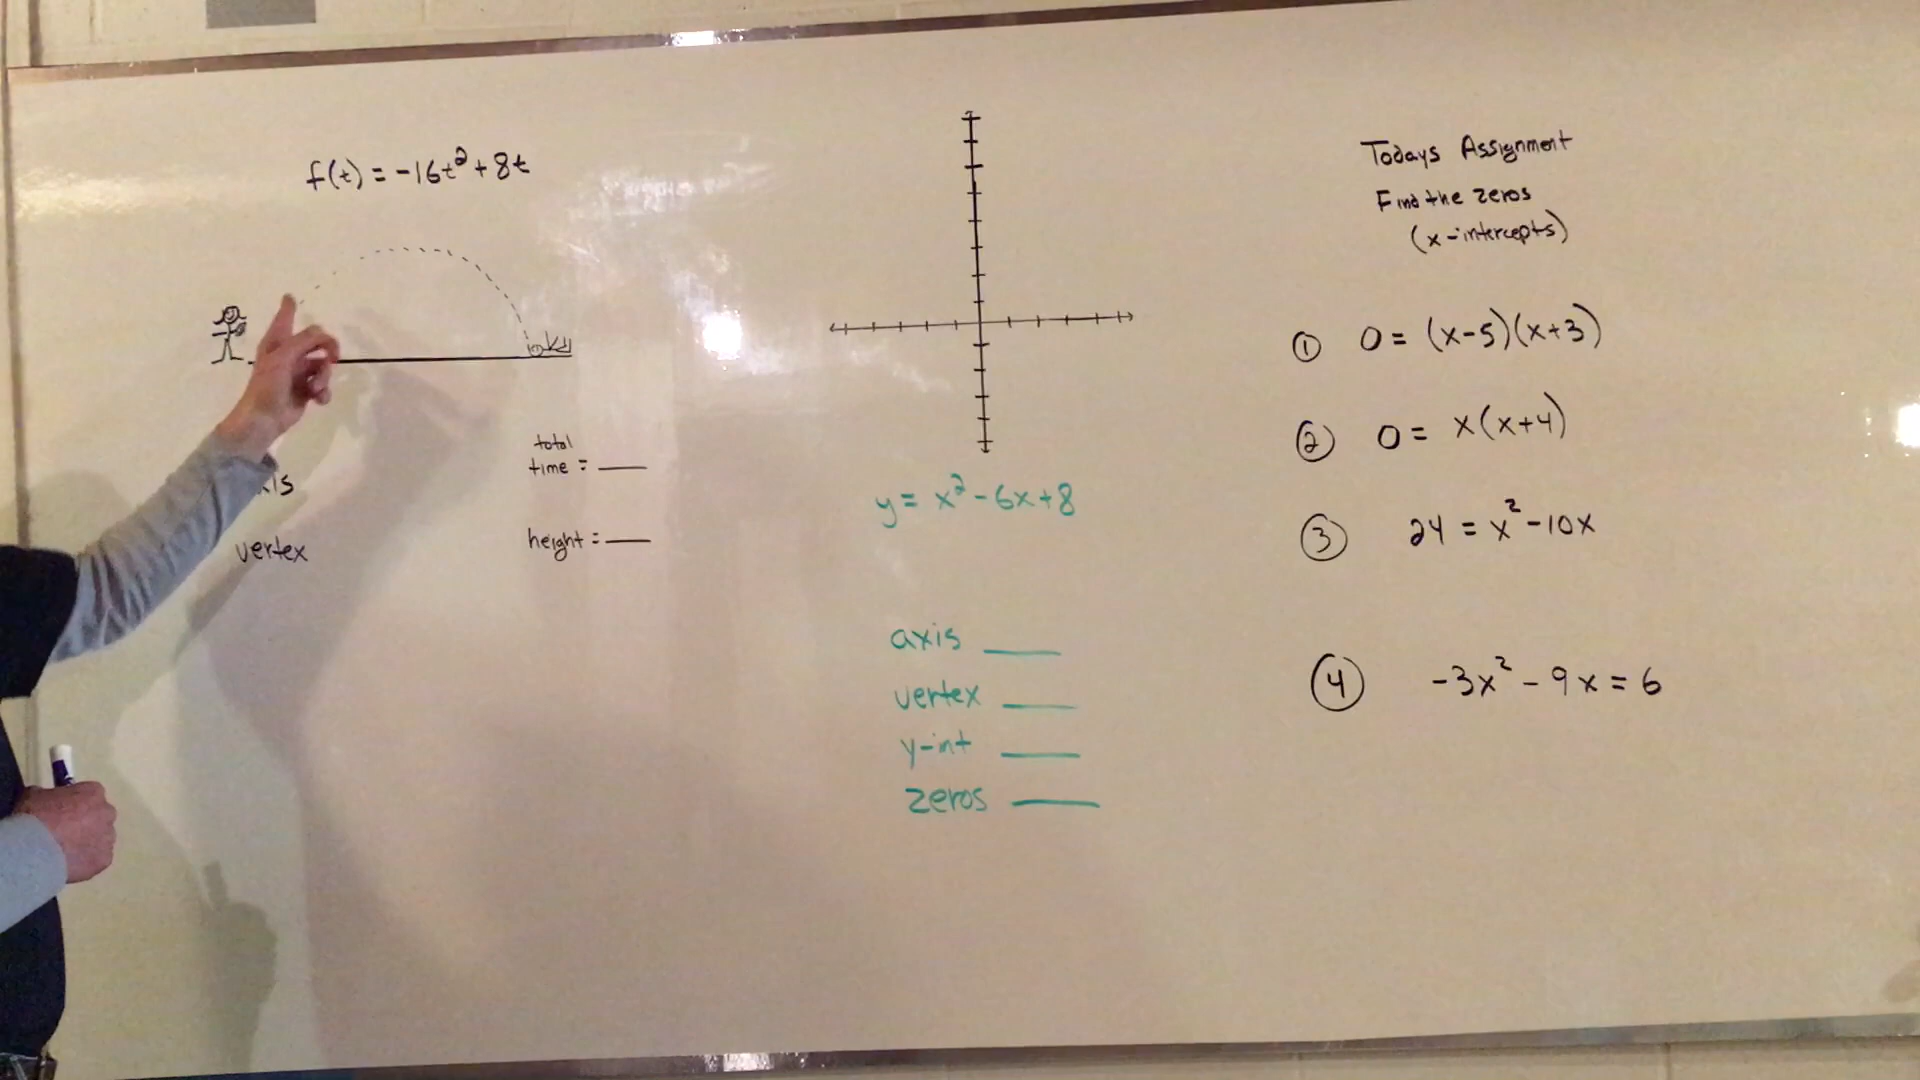 f(t) = -16t² + 8t
total
time = ___
vertex
height = ___
y = x² - 6x + 8
axis ___
vertex ___
y-int ___
zeros ___
Todays Assignment
Find the zeros
(x-intercepts)
① 0 = (x-5)(x+3)
② 0 = x(x+4)
③ 24 = x² - 10x
④ -3x² - 9x = 6